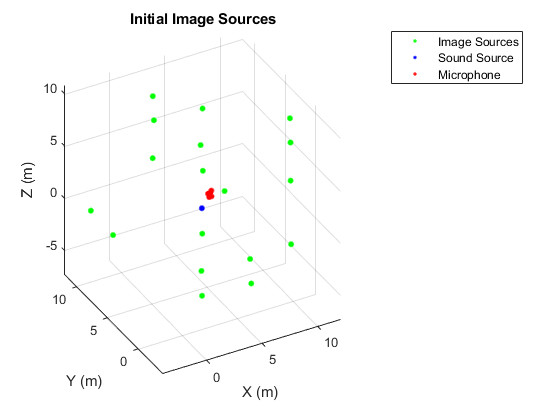 Initial Image Sources
Image Sources
Sound Source
Microphone
10
5
0
-5
Z (m)
10
5
0
Y (m)
0
5
10
X (m)